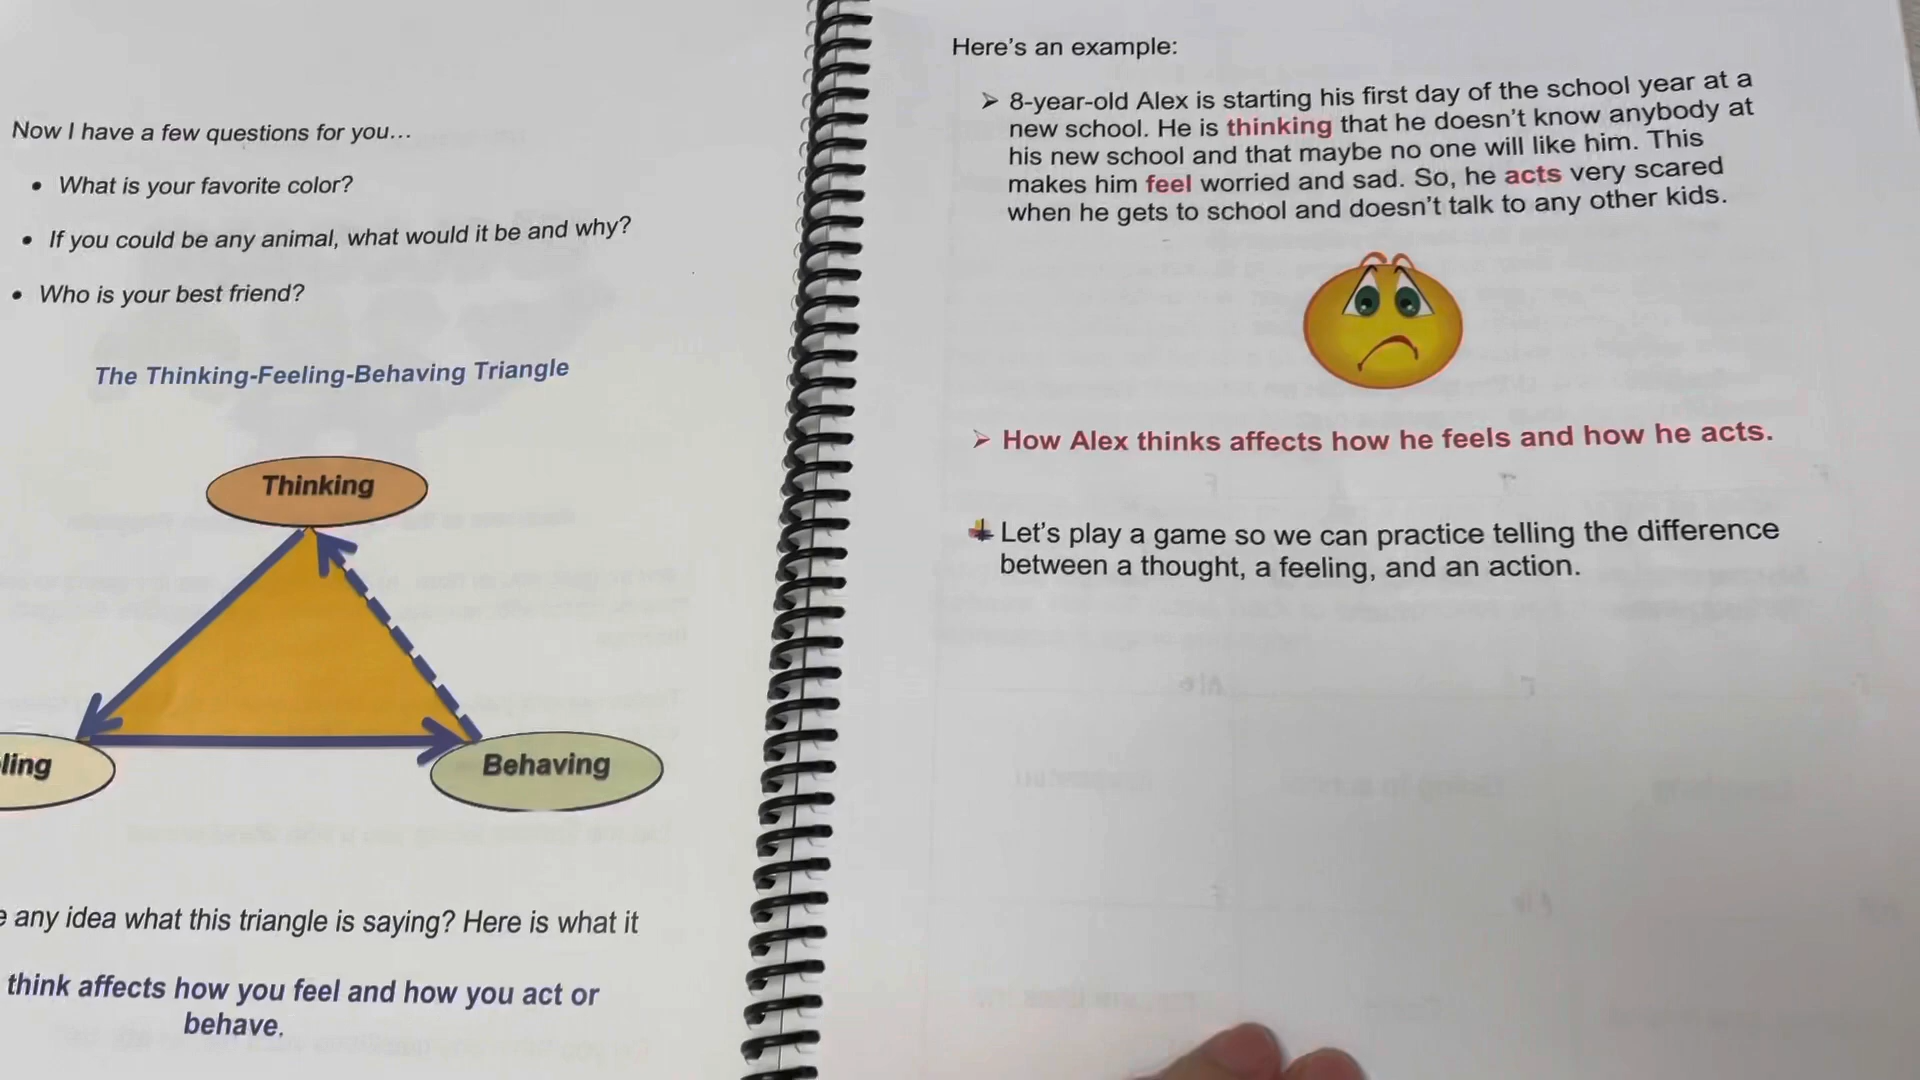 Now I have a few questions for you…
• What is your favorite color?
• If you could be any animal, what would it be and why?
• Who is your best friend?
The Thinking-Feeling-Behaving Triangle
Thinking
ling
Behaving
any idea what this triangle is saying? Here is what it
think affects how you feel and how you act or
behave.
Here's an example:
➢ 8-year-old Alex is starting his first day of the school year at a
new school. He is thinking that he doesn't know anybody at
his new school and that maybe no one will like him. This
makes him feel worried and sad. So, he acts very scared
when he gets to school and doesn't talk to any other kids.
➢ How Alex thinks affects how he feels and how he acts.
Let's play a game so we can practice telling the difference
between a thought, a feeling, and an action.